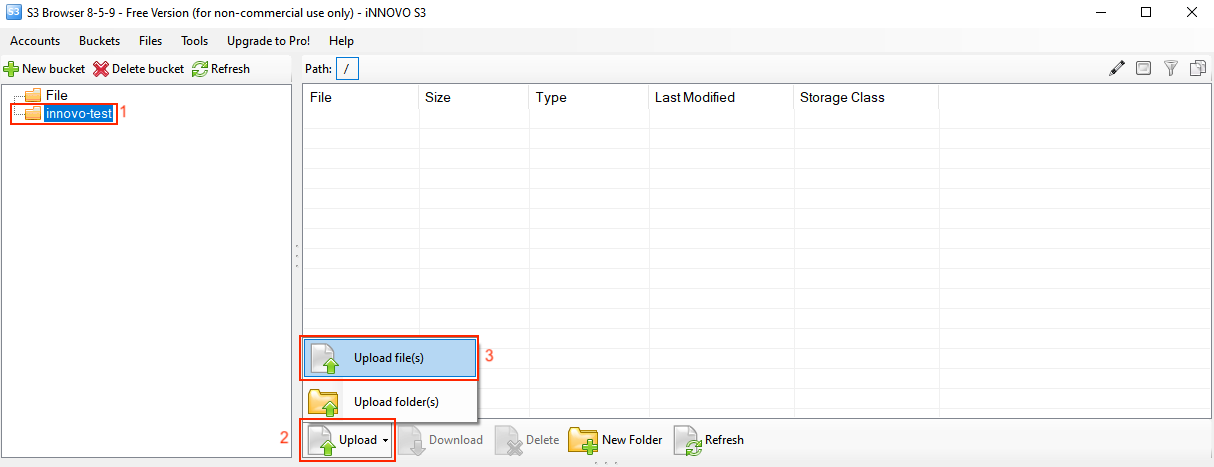 S3 S3 Browser 8-5-9 - Free Version (for non-commercial use only) - iNNOVO S3
Accounts Buckets Files Tools Upgrade to Pro! Help
New bucket Delete bucket Refresh
Path: /
File
innovo-test 1
File Size Type Last Modified Storage Class
Upload file(s) 3
Upload folder(s)
2 Upload Download Delete New Folder Refresh